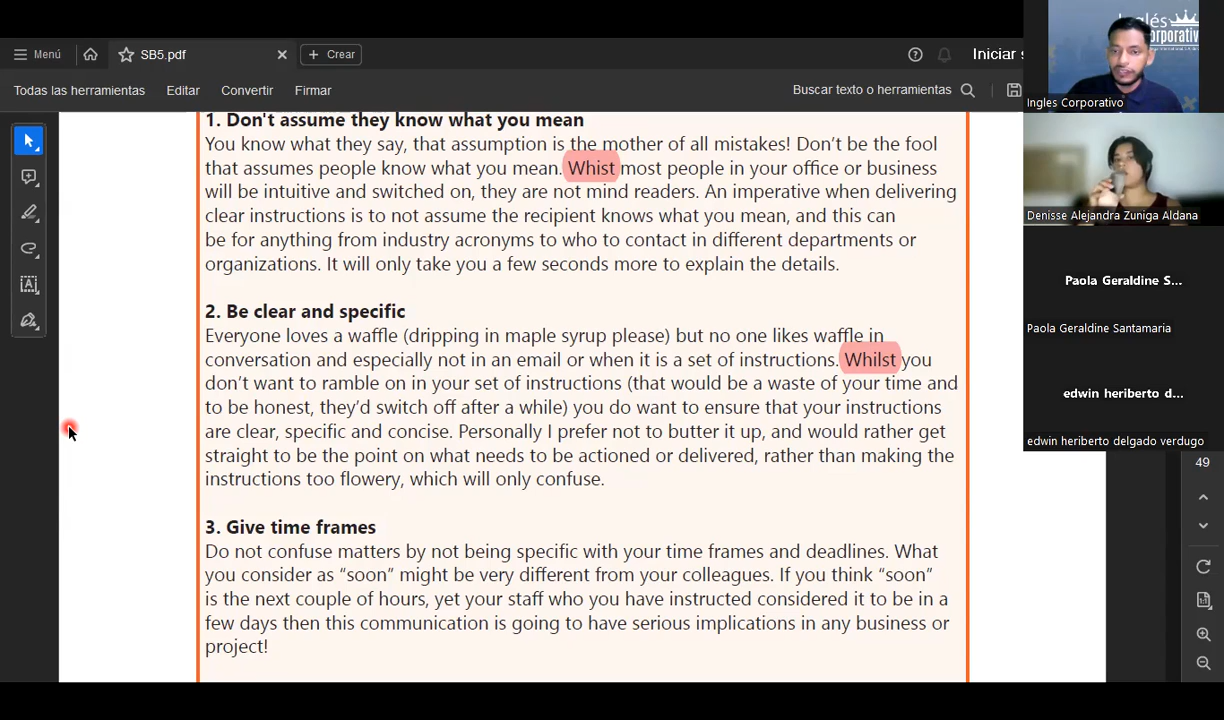 Menú
SB5.pdf
Crear
Iniciar s
Todas las herramientas
Editar
Convertir
Firmar
Buscar texto o herramientas
1. Don't assume they know what you mean
You know what they say, that assumption is the mother of all mistakes! Don't be the fool
that assumes people know what you mean. Whist most people in your office or business
will be intuitive and switched on, they are not mind readers. An imperative when delivering
clear instructions is to not assume the recipient knows what you mean, and this can
be for anything from industry acronyms to who to contact in different departments or
organizations. It will only take you a few seconds more to explain the details.
2. Be clear and specific
Everyone loves a waffle (dripping in maple syrup please) but no one likes waffle in
conversation and especially not in an email or when it is a set of instructions. Whilst you
don't want to ramble on in your set of instructions (that would be a waste of your time and
to be honest, they'd switch off after a while) you do want to ensure that your instructions
are clear, specific and concise. Personally I prefer not to butter it up, and would rather get
straight to be the point on what needs to be actioned or delivered, rather than making the
instructions too flowery, which will only confuse.
3. Give time frames
Do not confuse matters by not being specific with your time frames and deadlines. What
you consider as “soon” might be very different from your colleagues. If you think “soon”
is the next couple of hours, yet your staff who you have instructed considered it to be in a
few days then this communication is going to have serious implications in any business or
project!
Inglés
Corporativo
Ingles Corporativo
Denisse Alejandra Zuniga Aldana
Paola Geraldine S...
Paola Geraldine Santamaria
edwin heriberto d...
edwin heriberto delgado verdugo
49
1:1